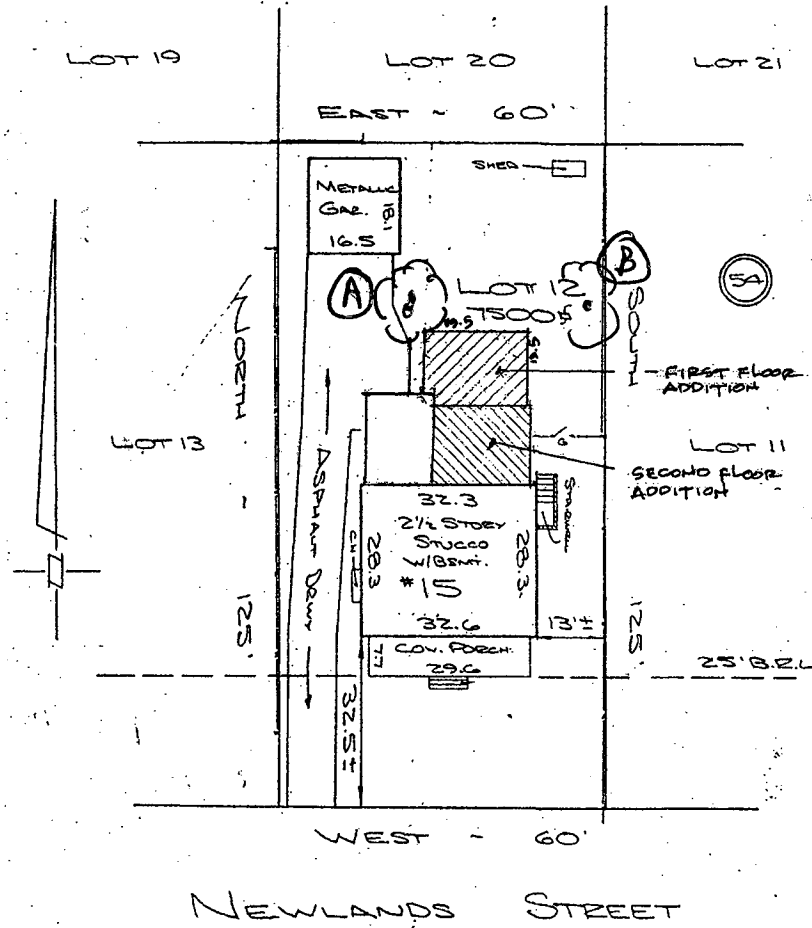 LOT 19
LOT 20
LOT 21
EAST ~ 60'
SHED
METALLIC
GAR.
18.1
16.5
A
B
LOT 12
7500
54
SOUTH
NORTH
FIRST FLOOR
ADDITION
LOT 13
LOT 11
SECOND FLOOR
ADDITION
ASPHALT DRWY
32.3
2½ STORY
STUCCO
W/BSMT.
#15
28.3
28.3
32.6
13'±
COV. PORCH
7.7
29.6
125'
125'
25' B.R.L
32.5±
WEST - 60'
NEWLANDS STREET